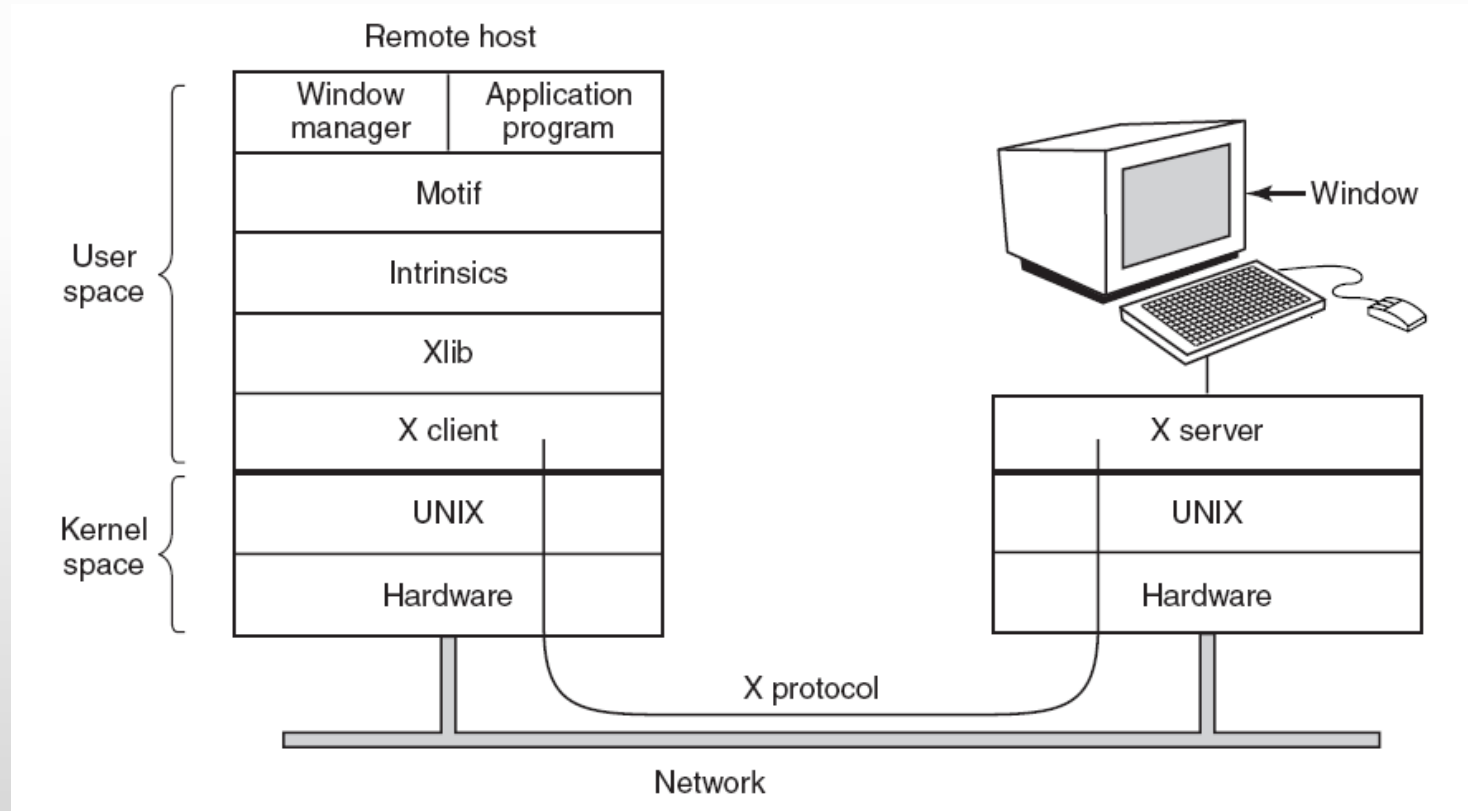 Remote host
Window
manager
Application
program
Motif
Intrinsics
Xlib
X client
User
space
UNIX
Hardware
Kernel
space
Window
X server
UNIX
Hardware
X protocol
Network